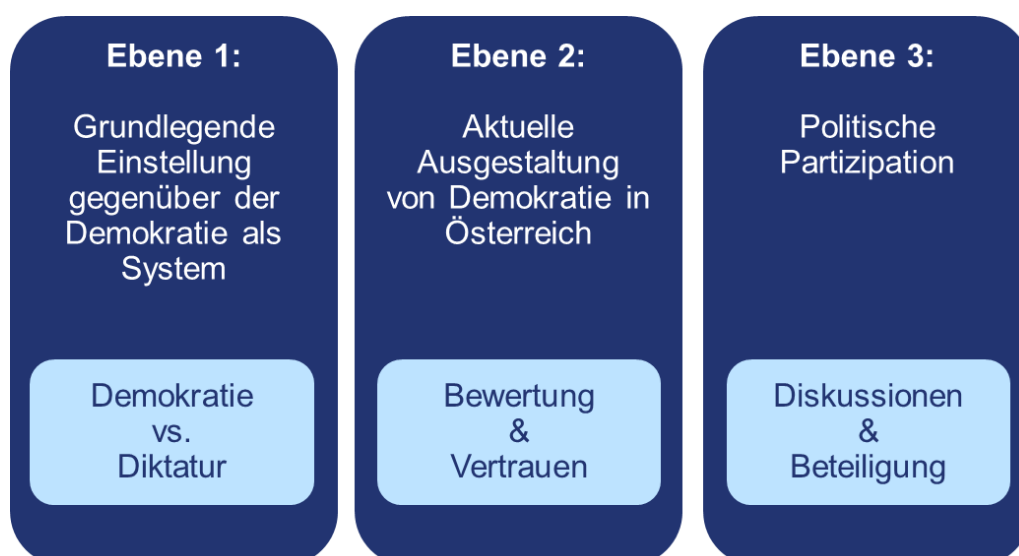 Ebene 1:
Grundlegende
Einstellung
gegenüber der
Demokratie als
System
Demokratie
vs.
Diktatur
Ebene 2:
Aktuelle
Ausgestaltung
von Demokratie in
Österreich
Bewertung
&
Vertrauen
Ebene 3:
Politische
Partizipation
Diskussionen
&
Beteiligung